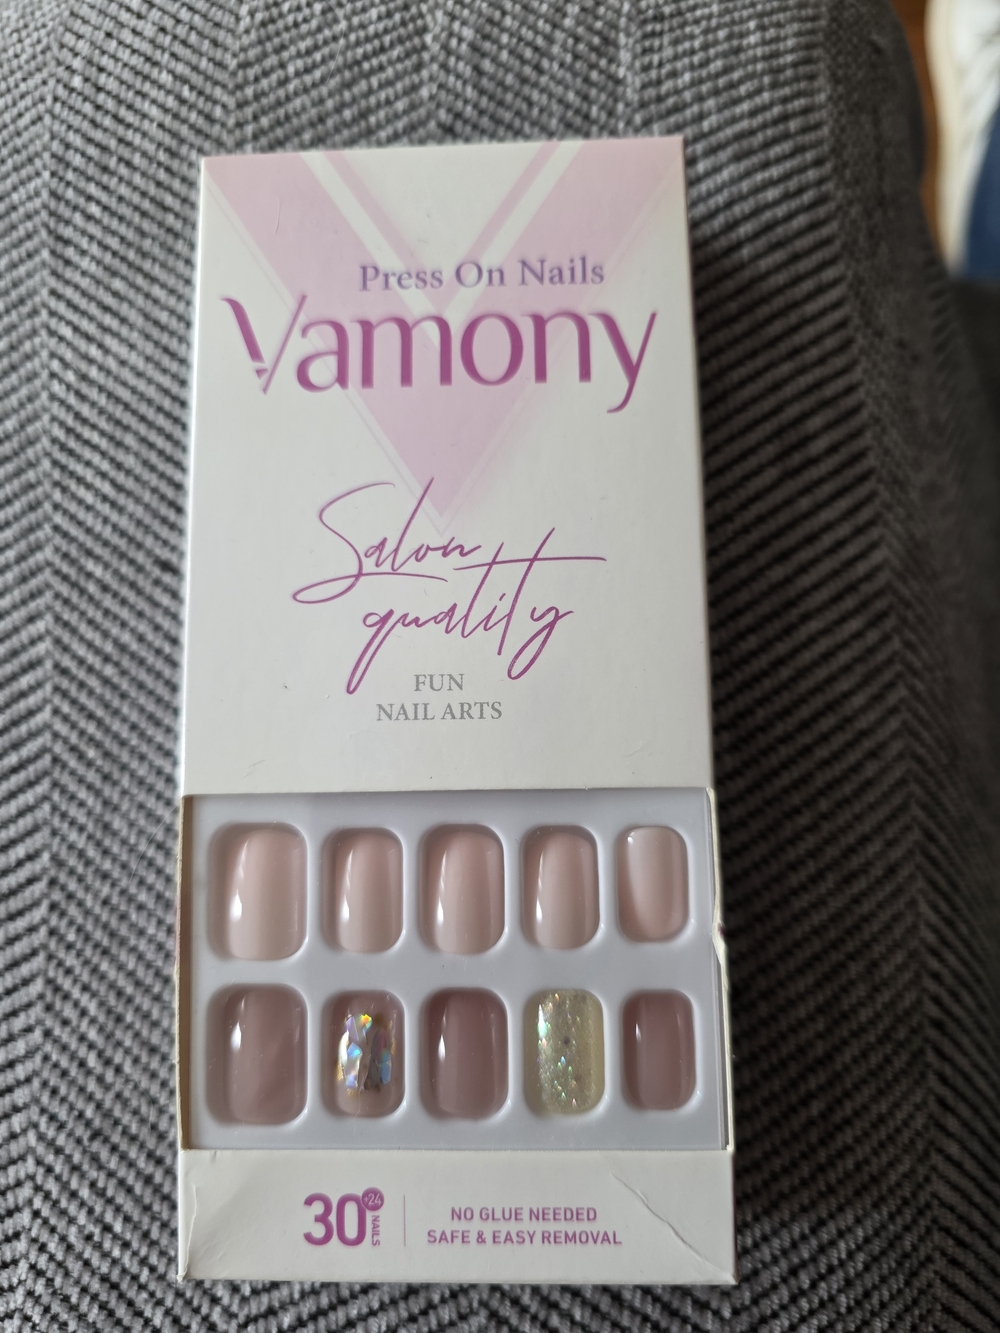 Press On Nails
Vamony
Salon
quality
FUN
NAIL ARTS
30 +24 NAILS
NO GLUE NEEDED
SAFE & EASY REMOVAL